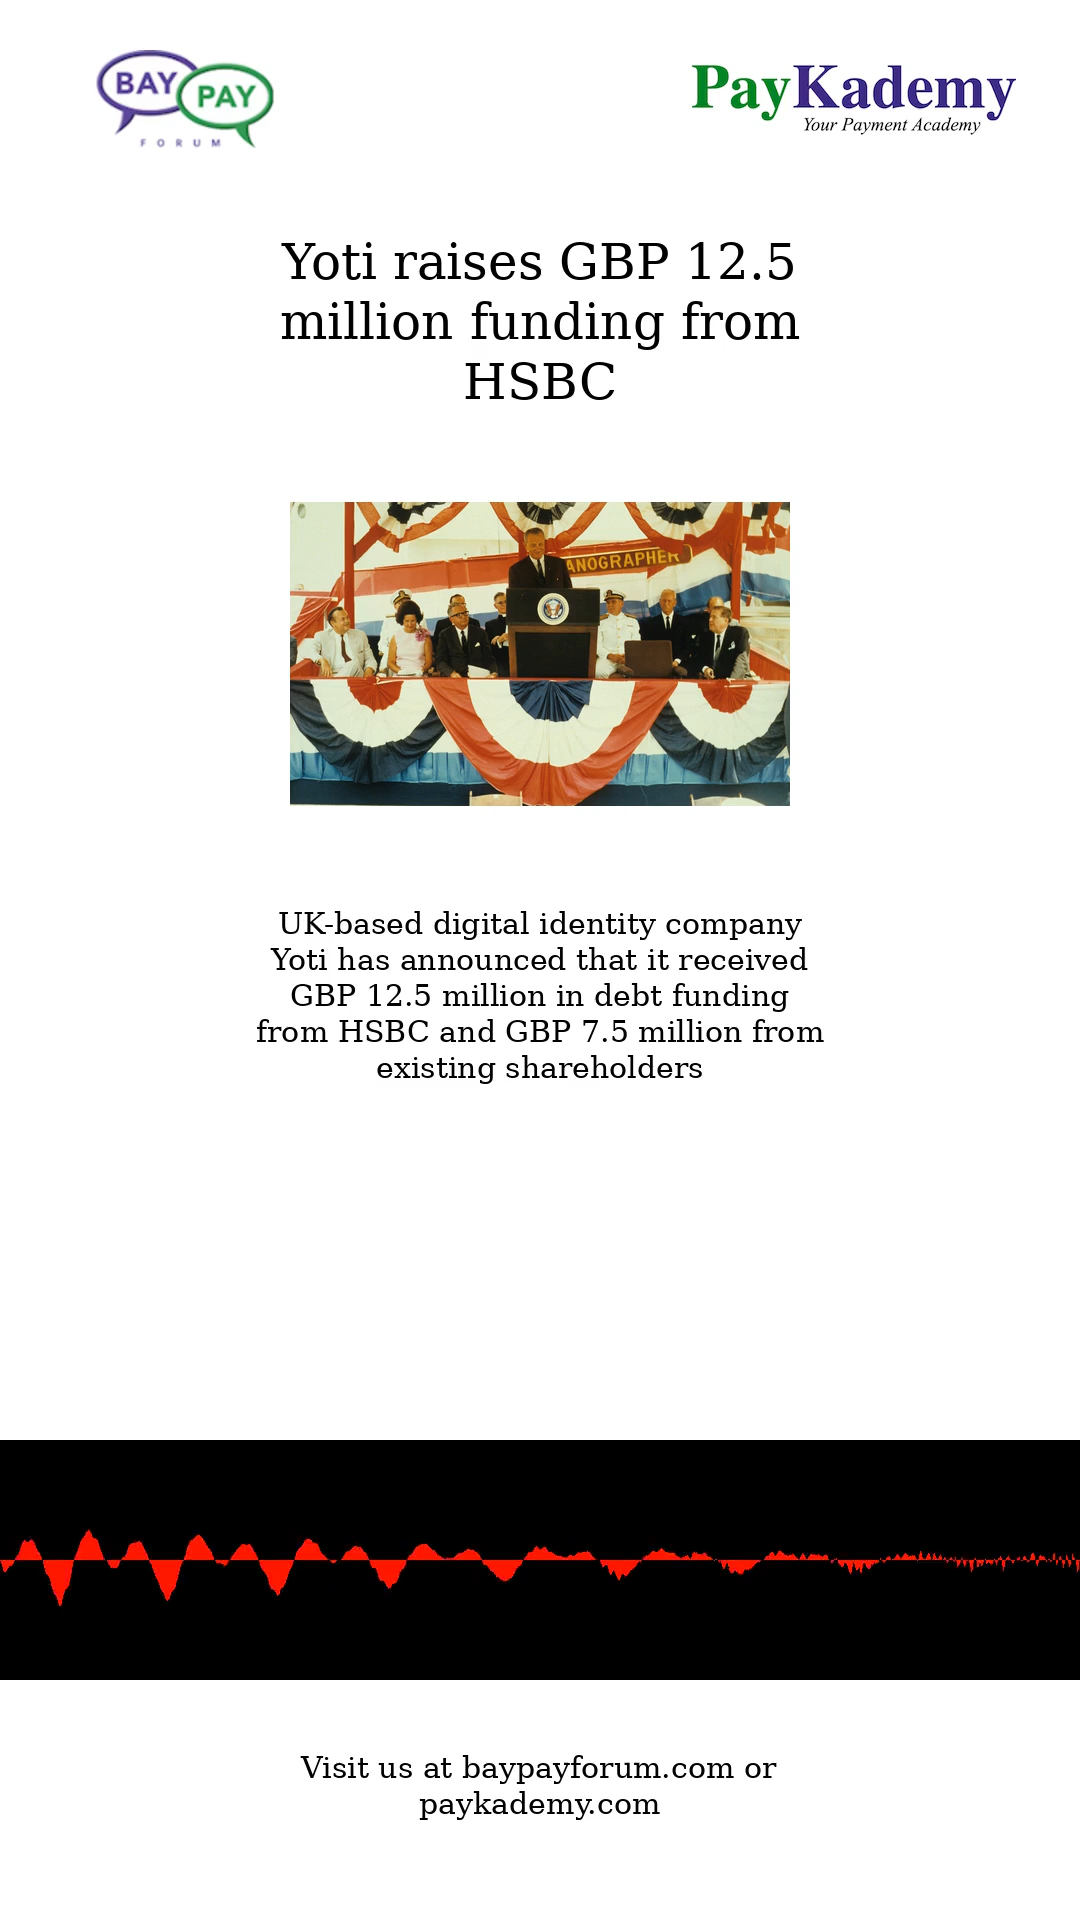 BAY PAY
FORUM
PayKademy
Your Payment Academy
Yoti raises GBP 12.5
million funding from
HSBC
ANOGRAPHER
UK-based digital identity company
Yoti has announced that it received
GBP 12.5 million in debt funding
from HSBC and GBP 7.5 million from
existing shareholders
Visit us at baypayforum.com or
paykademy.com